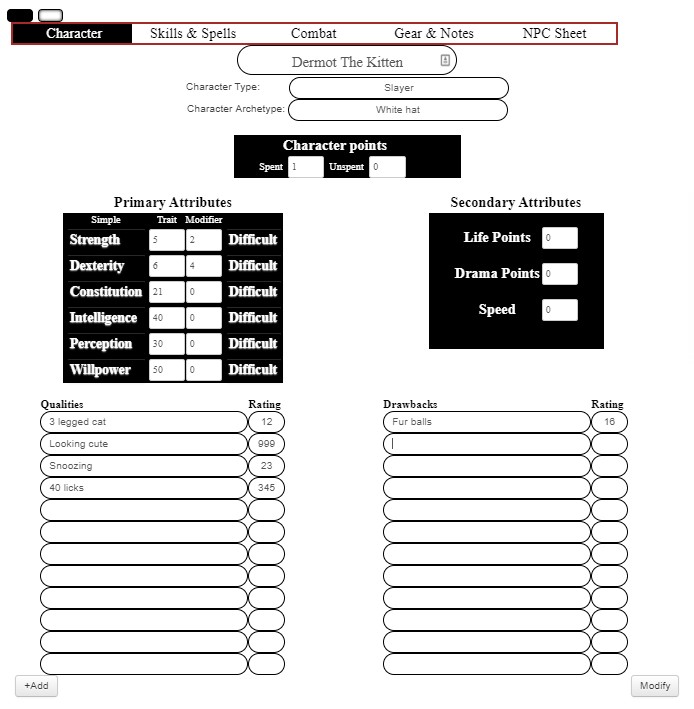 Character Skills & Spells Combat Gear & Notes NPC Sheet
Dermot The Kitten
Character Type: Slayer
Character Archetype: White hat
Character points
Spent 1 Unspent 0
Primary Attributes
Simple Trait Modifier
Strength 5 2 Difficult
Dexterity 6 4 Difficult
Constitution 21 0 Difficult
Intelligence 40 0 Difficult
Perception 30 0 Difficult
Willpower 50 0 Difficult
Secondary Attributes
Life Points 0
Drama Points 0
Speed 0
Qualities Rating
3 legged cat 12
Looking cute 999
Snoozing 23
40 licks 345
Drawbacks Rating
Fur balls 16
+Add
Modify